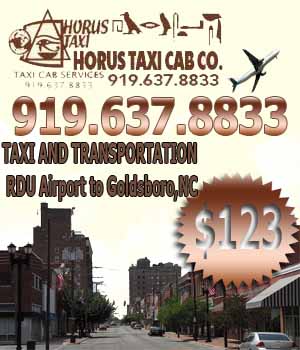 HORUS
TAXI
TAXI CAB SERVICES
919.637.8833
HORUS TAXI CAB CO.
919.637.8833
919.637.8833
TAXI AND TRANSPORTATION
RDU Airport to Goldsboro,NC
$123